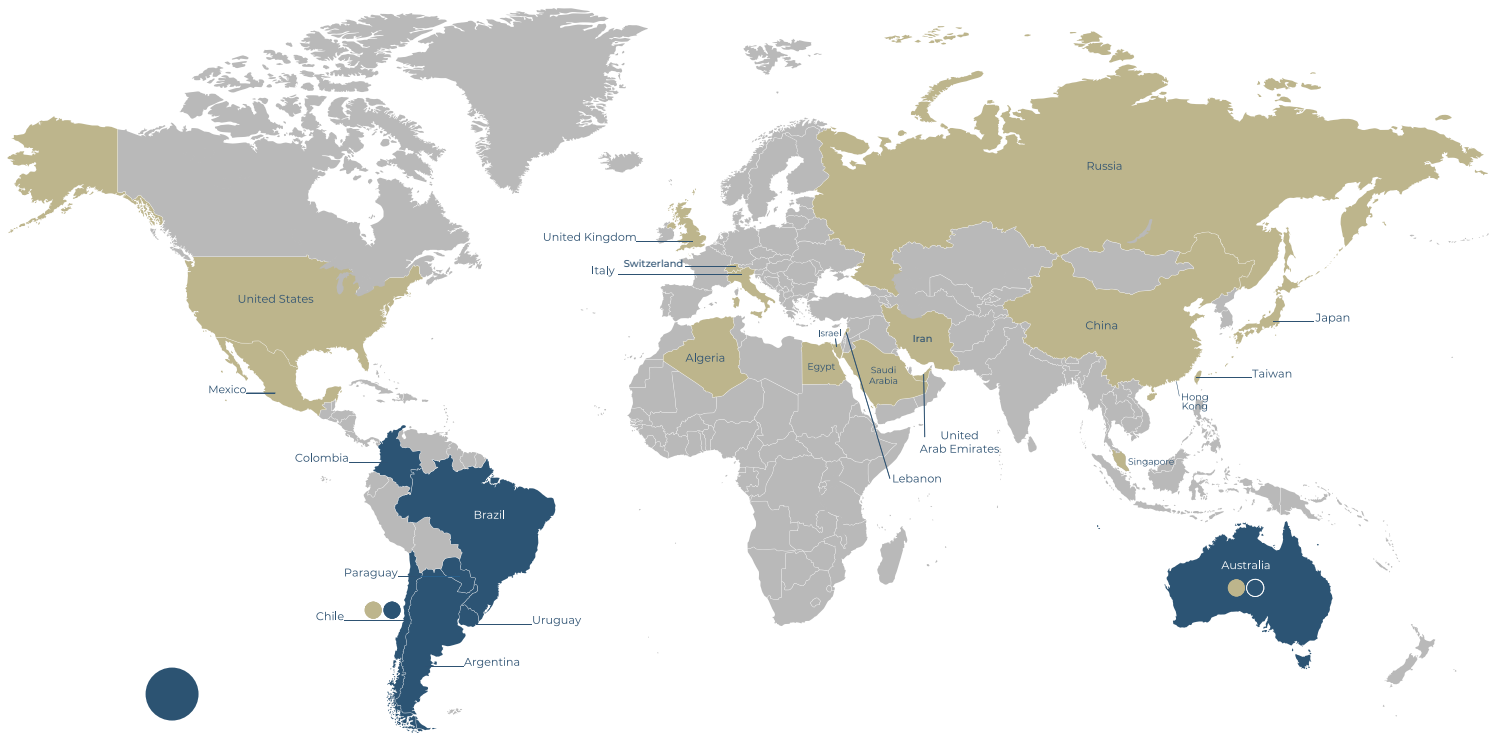 Russia
United Kingdom
Switzerland
Italy
United States
Japan
China
Israel
Iran
Algeria
Egypt
Saudi
Arabia
Taiwan
Mexico
Hong
Kong
United
Arab Emirates
Colombia
Singapore
Lebanon
Brazil
Australia
Paraguay
Chile
Uruguay
Argentina